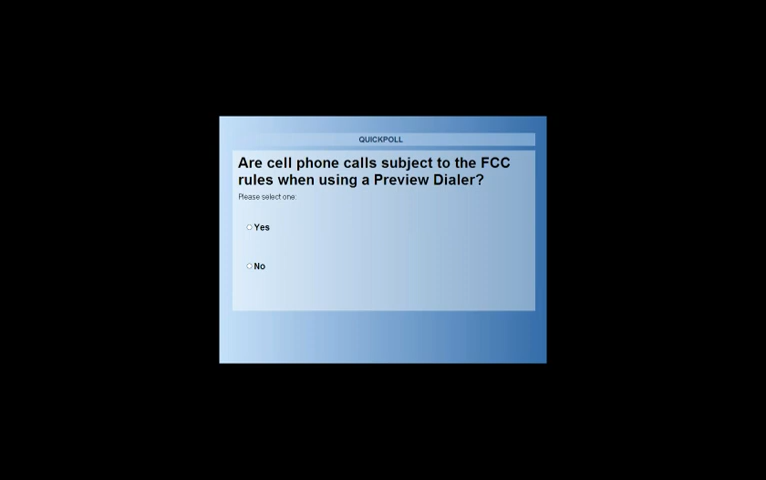 QUICKPOLL
Are cell phone calls subject to the FCC
rules when using a Preview Dialer?
Please select one:
Yes
No